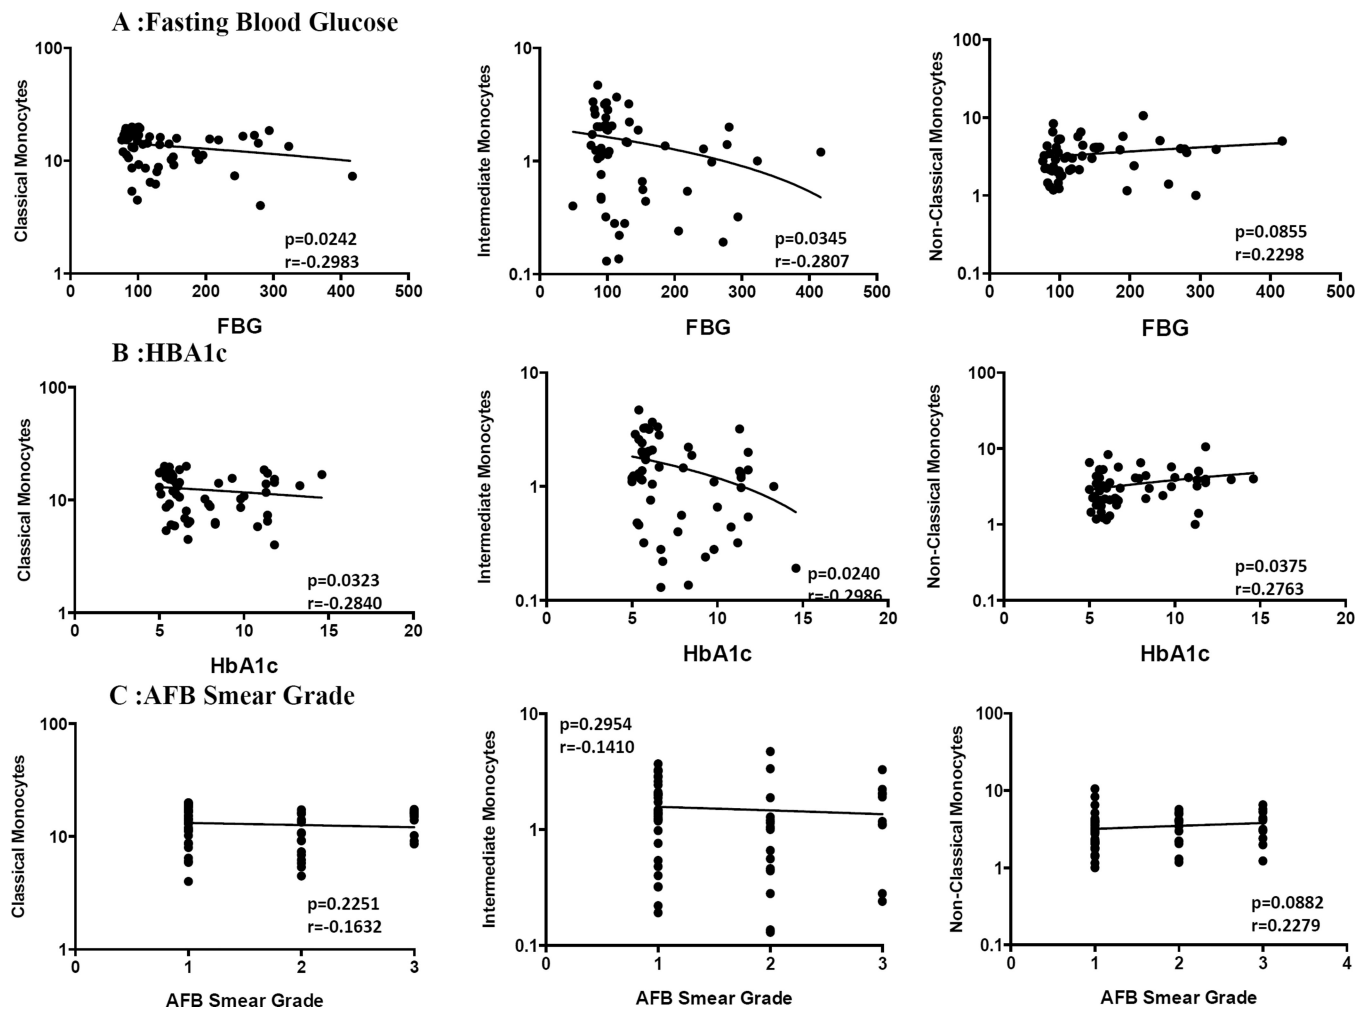 A :Fasting Blood Glucose
Classical Monocytes
100
10
1
0 100 200 300 400 500
FBG
p=0.0242
r=-0.2983
Intermediate Monocytes
10
1
0.1
0 100 200 300 400 500
FBG
p=0.0345
r=-0.2807
Non-Classical Monocytes
100
10
1
0.1
0 100 200 300 400 500
FBG
p=0.0855
r=0.2298
B :HBA1c
Classical Monocytes
100
10
1
0 5 10 15 20
HbA1c
p=0.0323
r=-0.2840
Intermediate Monocytes
10
1
0.1
0 5 10 15 20
HbA1c
p=0.0240
r=-0.2986
Non-Classical Monocytes
100
10
1
0.1
0 5 10 15 20
HbA1c
p=0.0375
r=0.2763
C :AFB Smear Grade
Classical Monocytes
100
10
1
0 1 2 3
AFB Smear Grade
p=0.2251
r=-0.1632
Intermediate Monocytes
10
1
0.1
0 1 2 3
AFB Smear Grade
p=0.2954
r=-0.1410
Non-Classical Monocytes
100
10
1
0.1
0 1 2 3 4
AFB Smear Grade
p=0.0882
r=0.2279